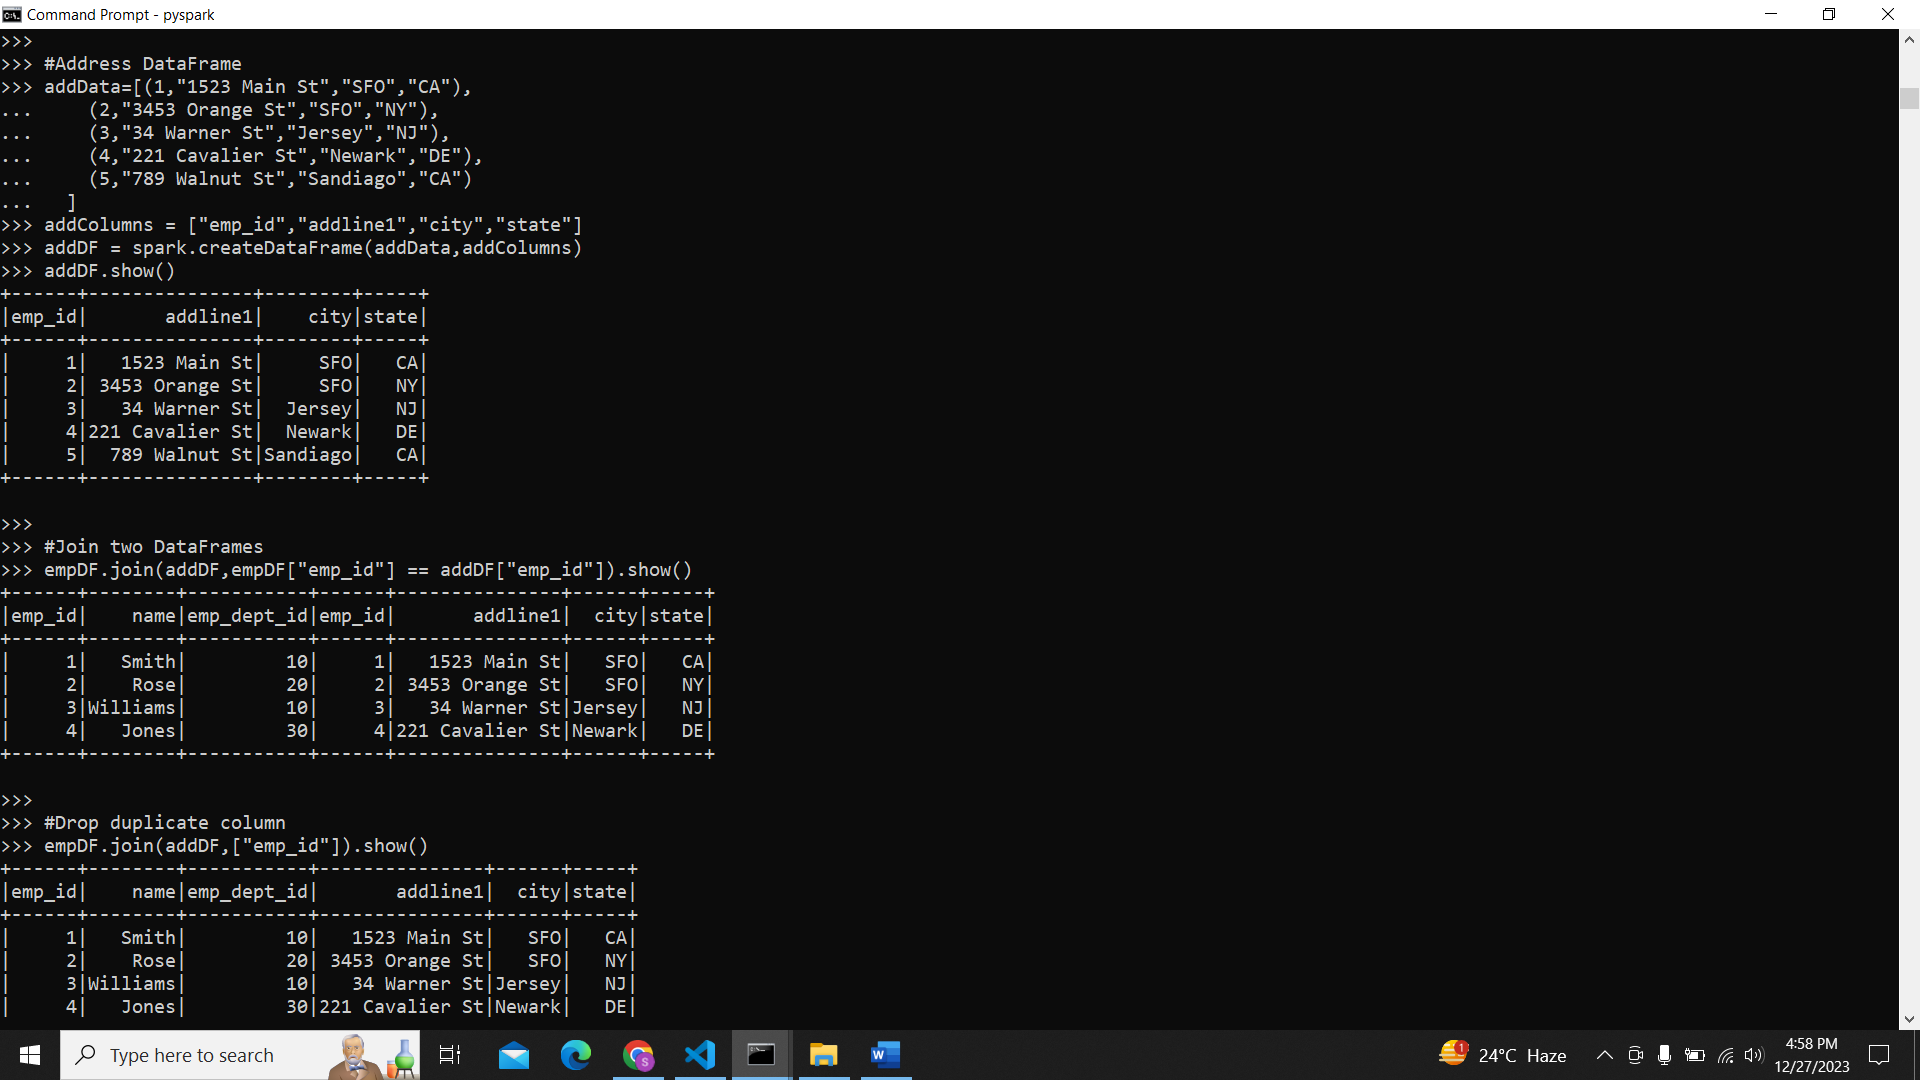 Command Prompt - pyspark
>>>
>>> #Address DataFrame
>>> addData=[(1,"1523 Main St","SFO","CA"),
...     (2,"3453 Orange St","SFO","NY"),
...     (3,"34 Warner St","Jersey","NJ"),
...     (4,"221 Cavalier St","Newark","DE"),
...     (5,"789 Walnut St","Sandiago","CA")
...   ]
>>> addColumns = ["emp_id","addline1","city","state"]
>>> addDF = spark.createDataFrame(addData,addColumns)
>>> addDF.show()
+------+---------------+--------+-----+
|emp_id|       addline1|    city|state|
+------+---------------+--------+-----+
|     1|   1523 Main St|     SFO|   CA|
|     2| 3453 Orange St|     SFO|   NY|
|     3|   34 Warner St|  Jersey|   NJ|
|     4|221 Cavalier St|  Newark|   DE|
|     5|  789 Walnut St|Sandiago|   CA|
+------+---------------+--------+-----+
>>>
>>> #Join two DataFrames
>>> empDF.join(addDF,empDF["emp_id"] == addDF["emp_id"]).show()
+------+--------+-----------+------+---------------+------+-----+
|emp_id|    name|emp_dept_id|emp_id|       addline1|  city|state|
+------+--------+-----------+------+---------------+------+-----+
|     1|   Smith|         10|     1|   1523 Main St|   SFO|   CA|
|     2|    Rose|         20|     2| 3453 Orange St|   SFO|   NY|
|     3|Williams|         10|     3|   34 Warner St|Jersey|   NJ|
|     4|   Jones|         30|     4|221 Cavalier St|Newark|   DE|
+------+--------+-----------+------+---------------+------+-----+
>>>
>>> #Drop duplicate column
>>> empDF.join(addDF,["emp_id"]).show()
+------+--------+-----------+---------------+------+-----+
|emp_id|    name|emp_dept_id|       addline1|  city|state|
+------+--------+-----------+---------------+------+-----+
|     1|   Smith|         10|   1523 Main St|   SFO|   CA|
|     2|    Rose|         20| 3453 Orange St|   SFO|   NY|
|     3|Williams|         10|   34 Warner St|Jersey|   NJ|
|     4|   Jones|         30|221 Cavalier St|Newark|   DE|
Type here to search
1
24°C Haze
4:58 PM
12/27/2023